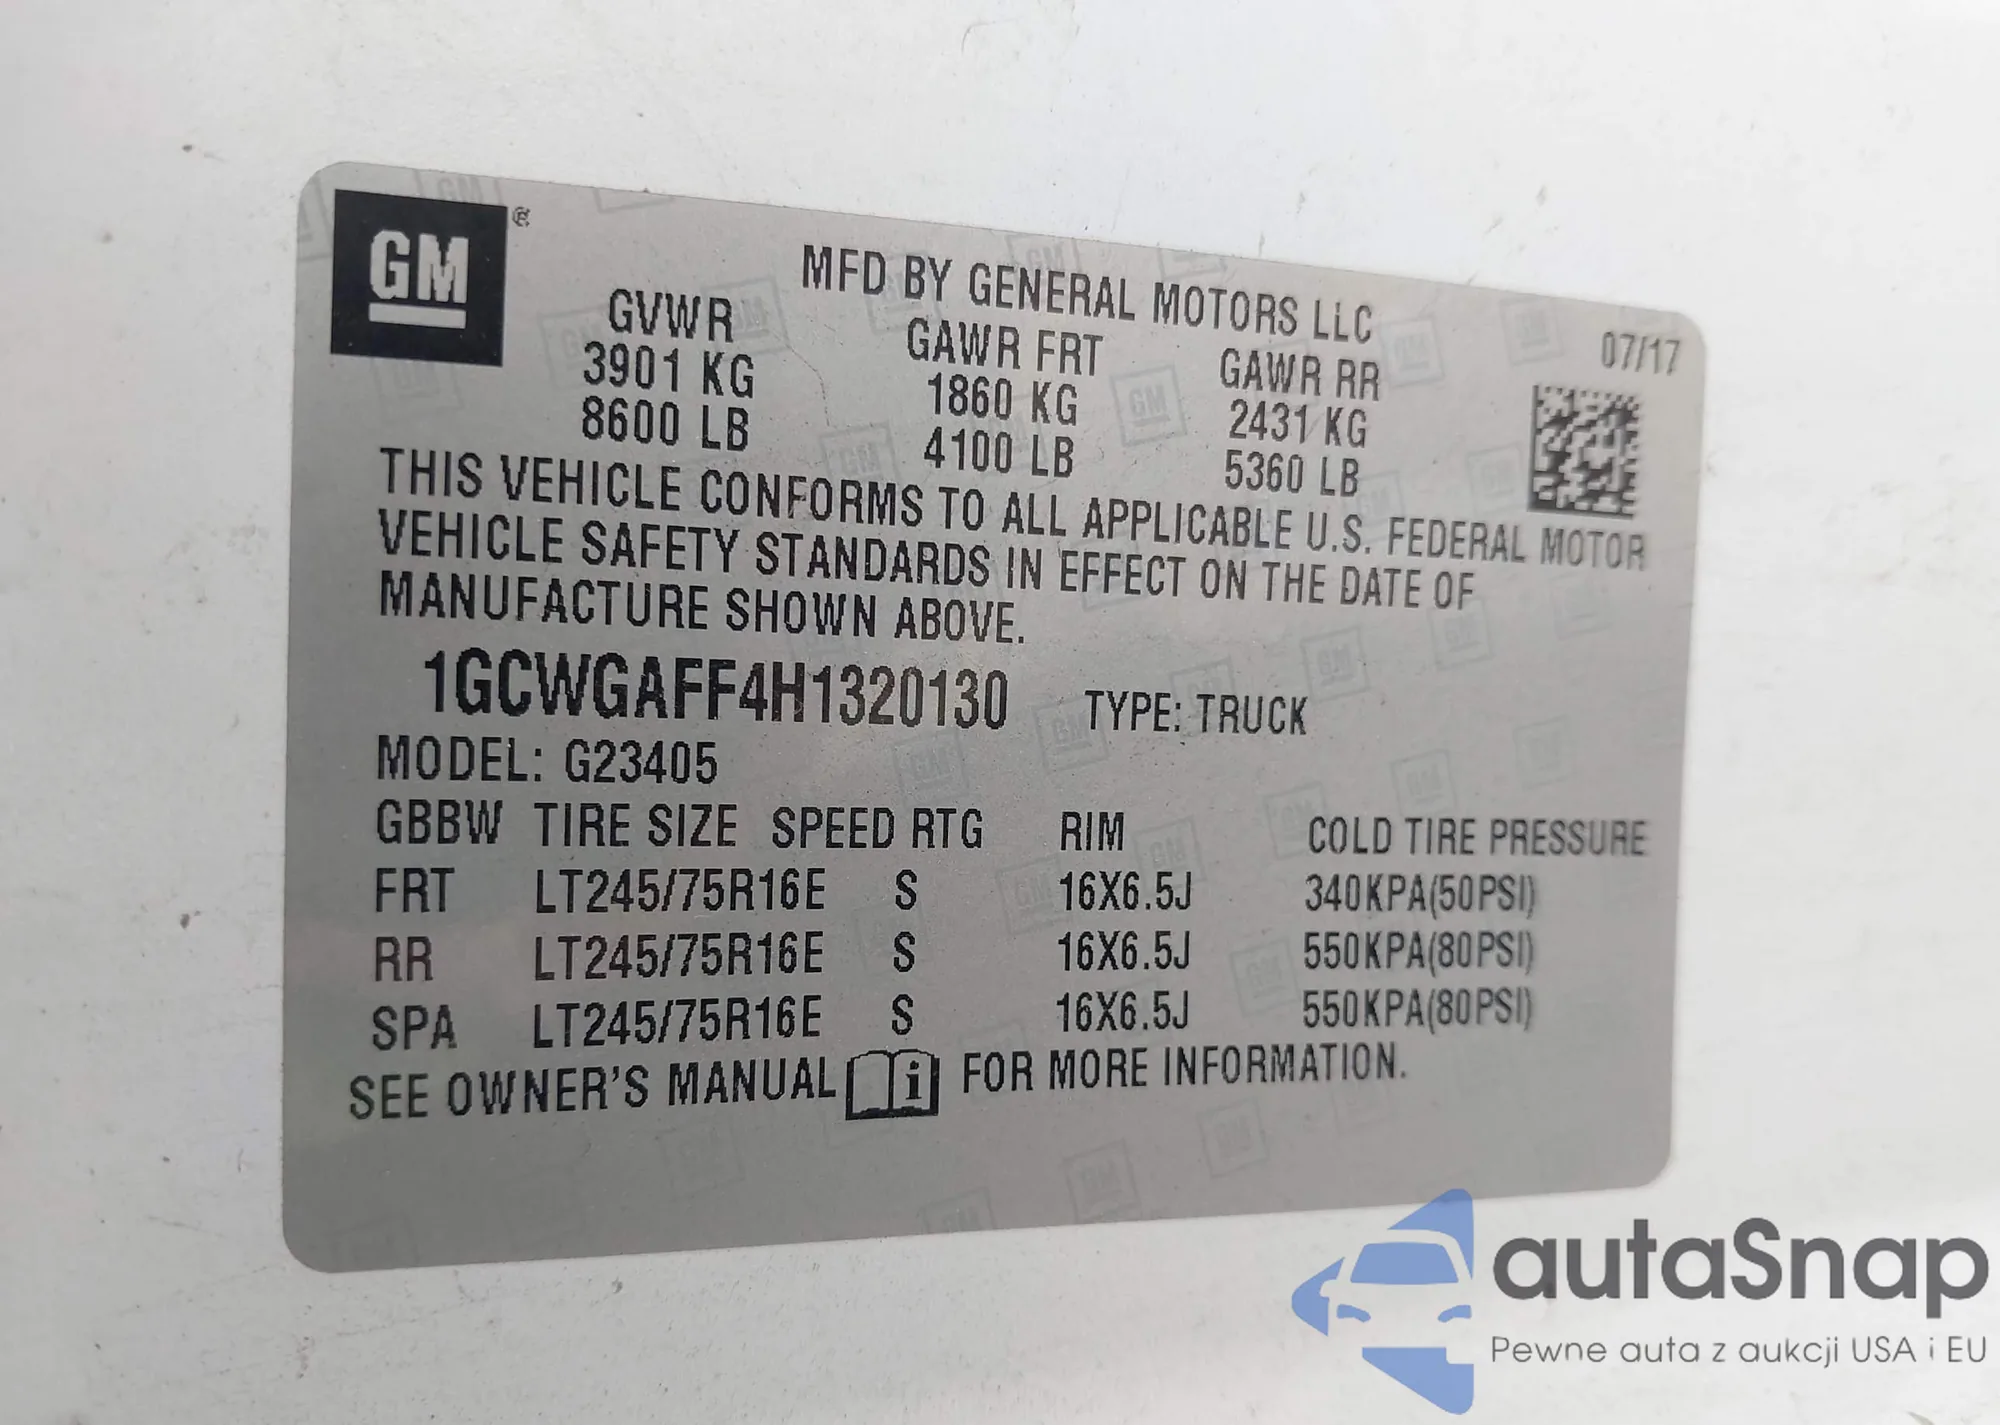 GM ®
MFD BY GENERAL MOTORS LLC
07/17
GVWR GAWR FRT GAWR RR
3901 KG 1860 KG 2431 KG
8600 LB 4100 LB 5360 LB
THIS VEHICLE CONFORMS TO ALL APPLICABLE U.S. FEDERAL MOTOR
VEHICLE SAFETY STANDARDS IN EFFECT ON THE DATE OF
MANUFACTURE SHOWN ABOVE.
1GCWGAFF4H1320130 TYPE: TRUCK
MODEL: G23405
GBBW TIRE SIZE SPEED RTG RIM COLD TIRE PRESSURE
FRT LT245/75R16E S 16X6.5J 340KPA(50PSI)
RR LT245/75R16E S 16X6.5J 550KPA(80PSI)
SPA LT245/75R16E S 16X6.5J 550KPA(80PSI)
SEE OWNER'S MANUAL i FOR MORE INFORMATION.
autaSnap
Pewne auta z aukcji USA i EU